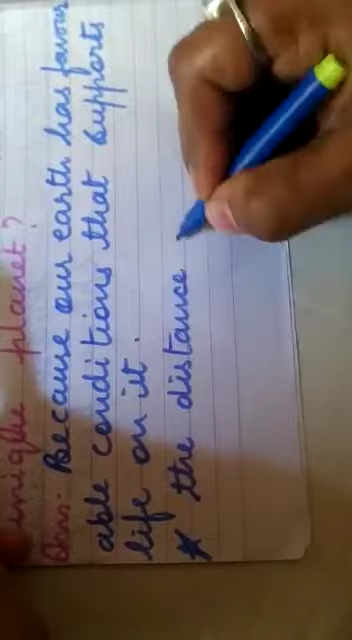 unique planet?
Ans. Because our earth has favour
able conditions that supports
life on it.
* the distance